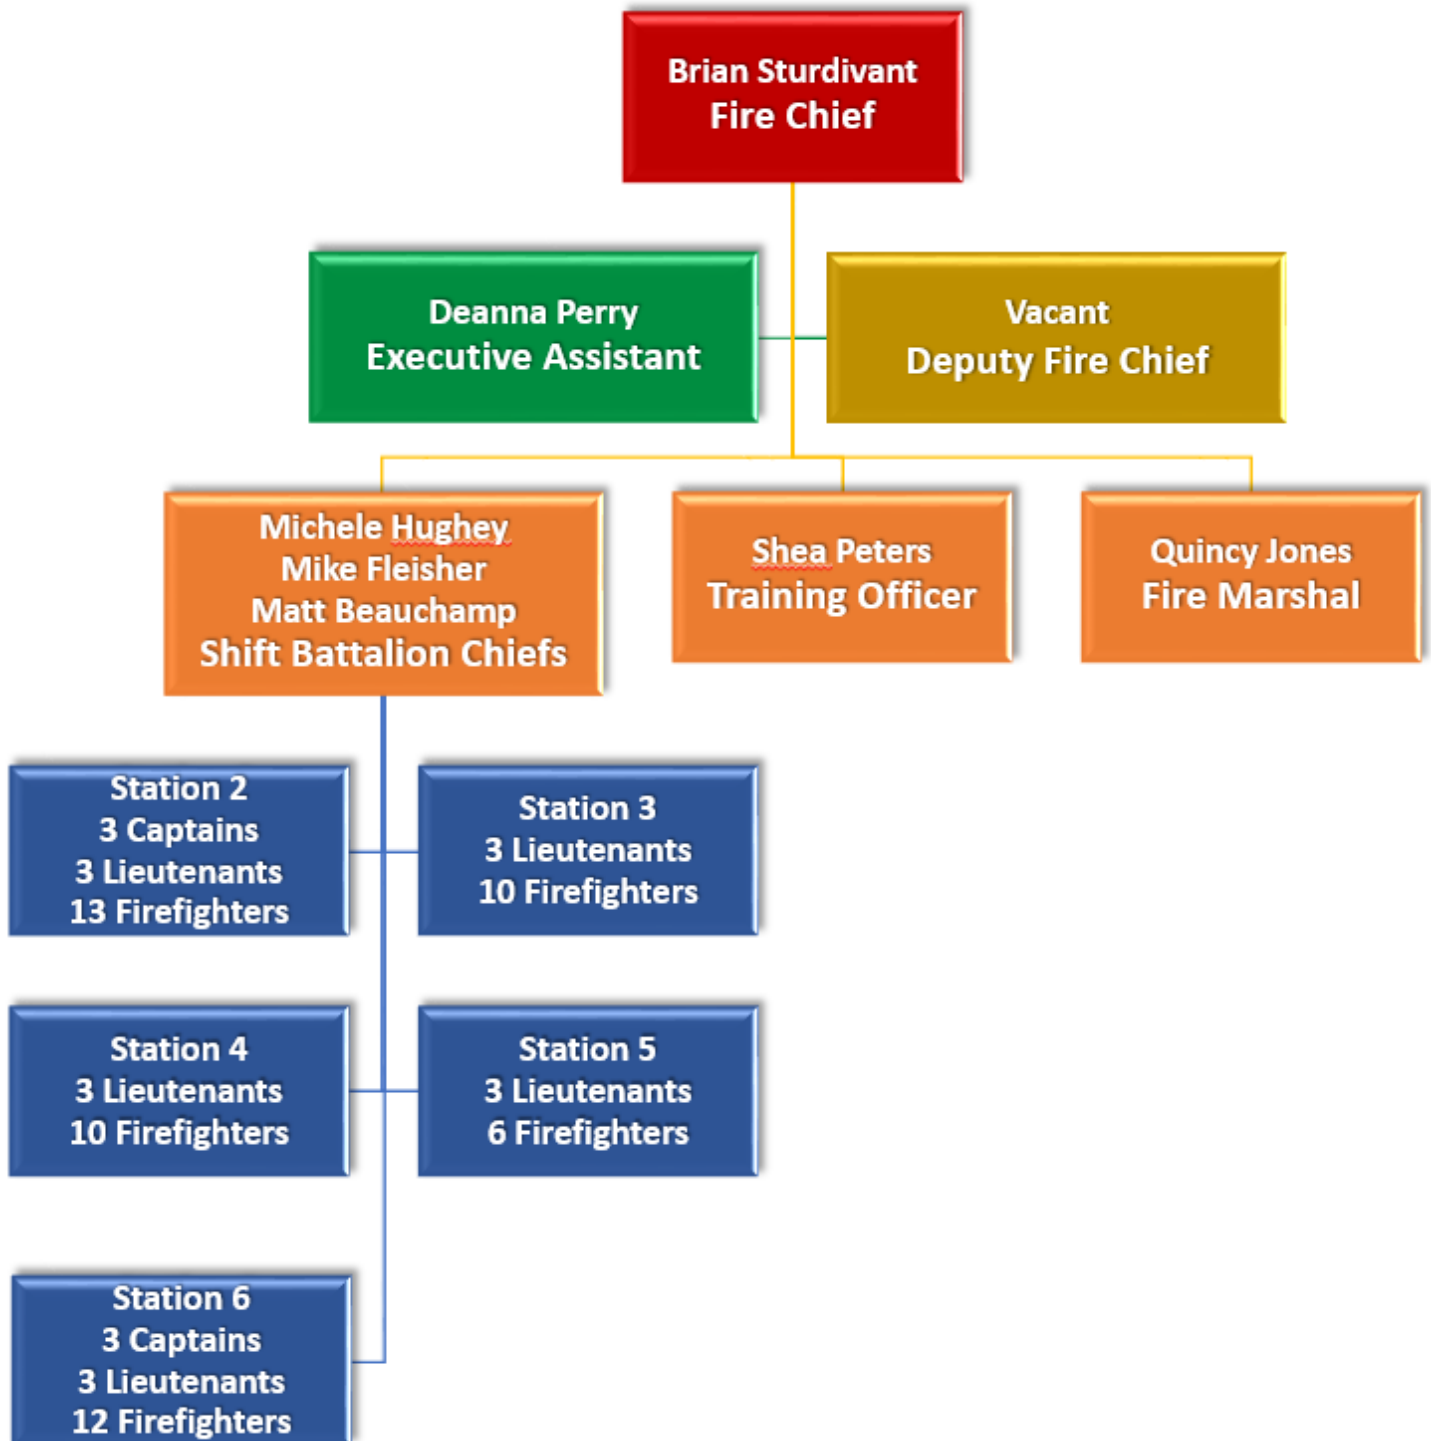 Brian Sturdivant
Fire Chief
Deanna Perry
Executive Assistant
Vacant
Deputy Fire Chief
Michele Hughey
Mike Fleisher
Matt Beauchamp
Shift Battalion Chiefs
Shea Peters
Training Officer
Quincy Jones
Fire Marshal
Station 2
3 Captains
3 Lieutenants
13 Firefighters
Station 3
3 Lieutenants
10 Firefighters
Station 4
3 Lieutenants
10 Firefighters
Station 5
3 Lieutenants
6 Firefighters
Station 6
3 Captains
3 Lieutenants
12 Firefighters